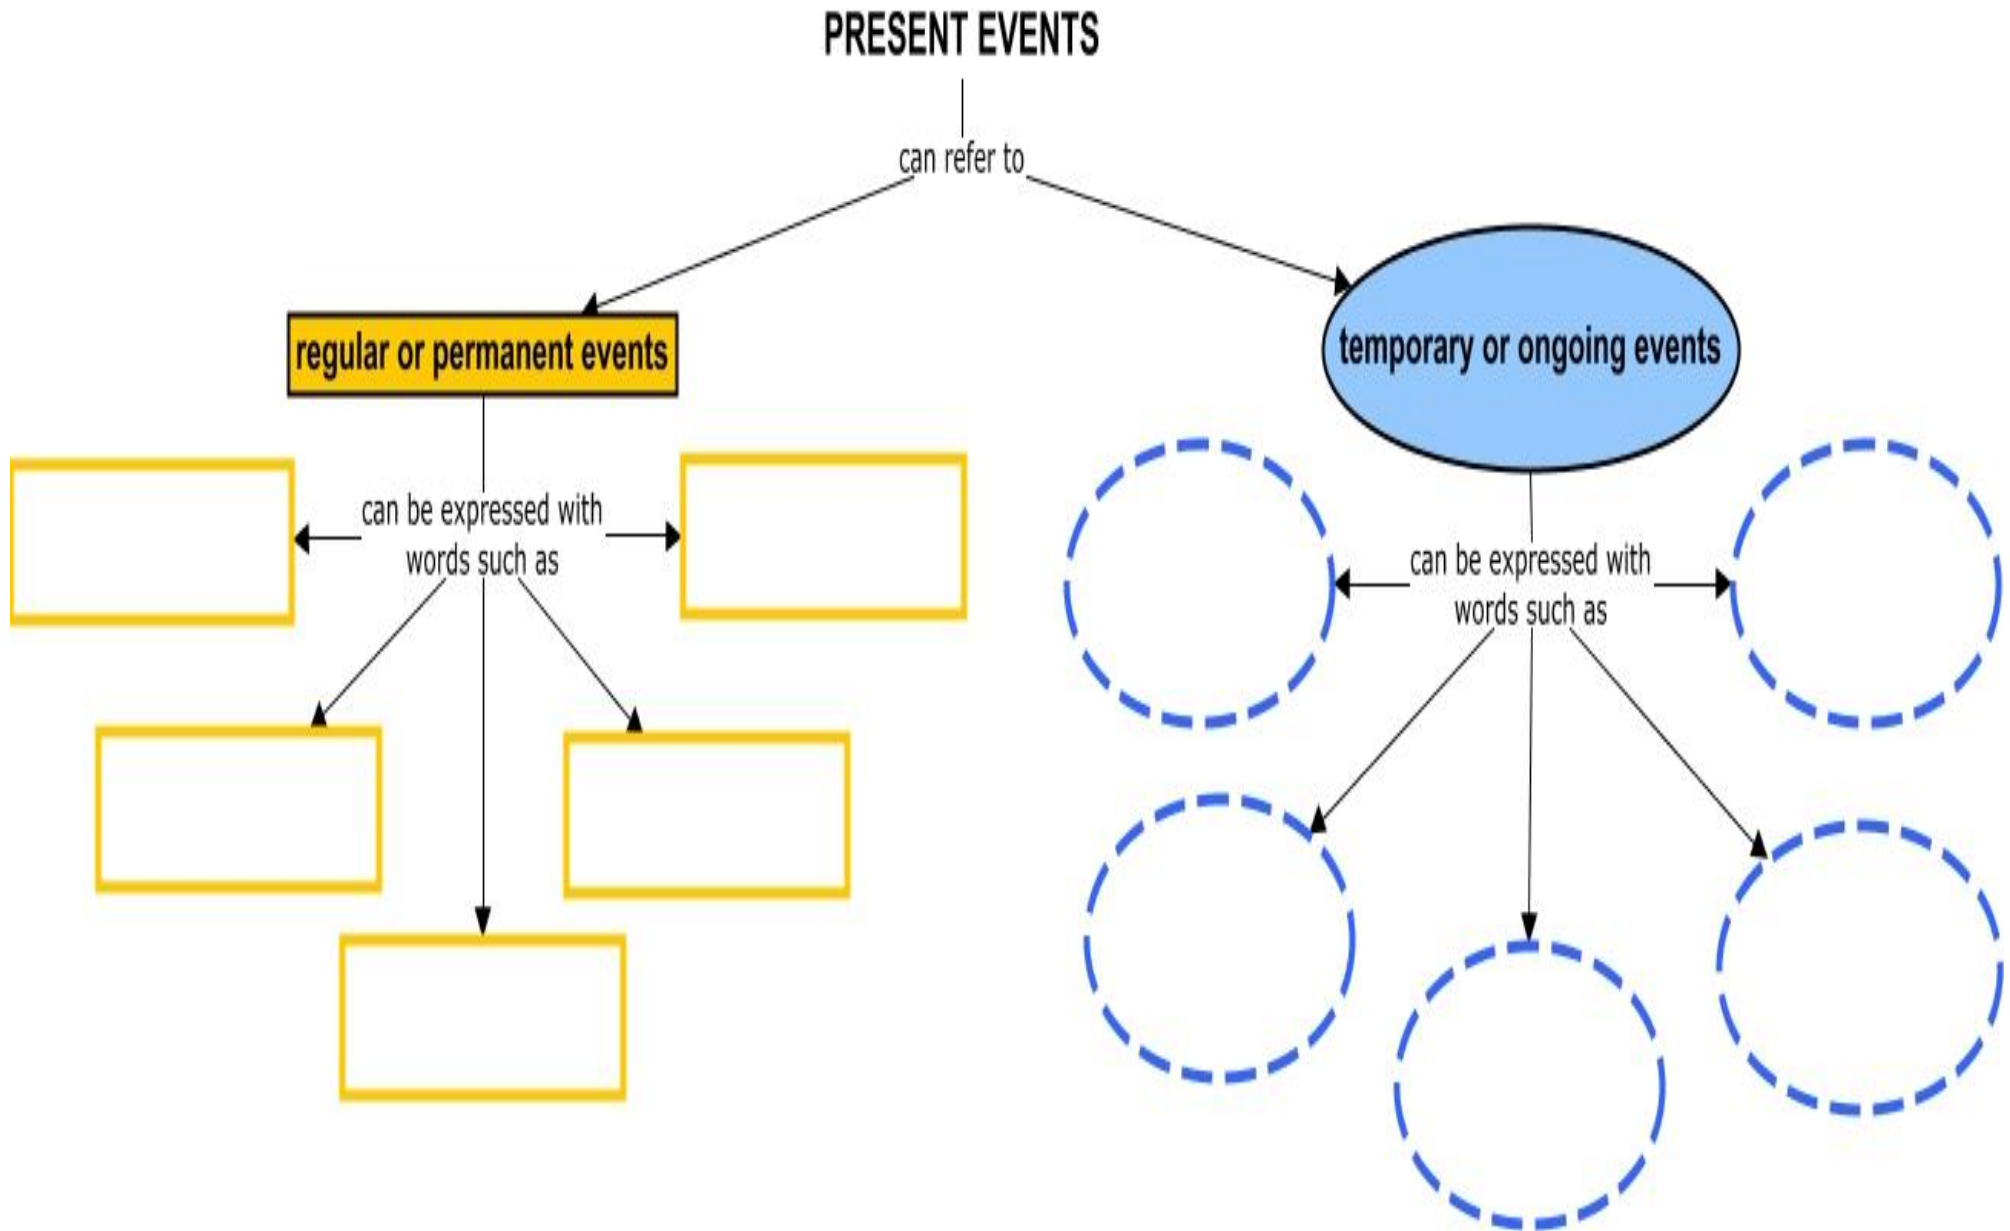 PRESENT EVENTS
can refer to
regular or permanent events
temporary or ongoing events
can be expressed with
words such as
can be expressed with
words such as